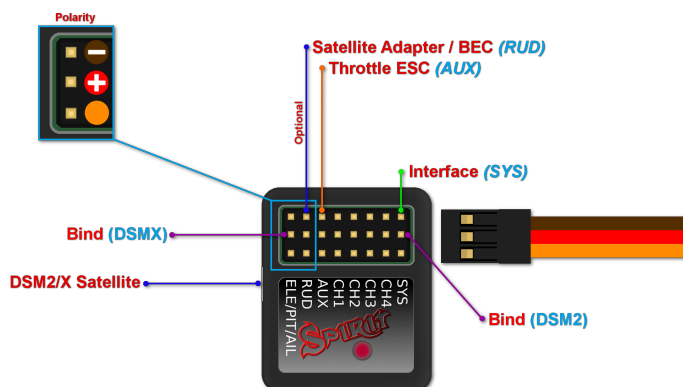 Polarity
Satellite Adapter / BEC (RUD)
Throttle ESC (AUX)
Optional
Interface (SYS)
Bind (DSMX)
DSM2/X Satellite
Bind (DSM2)
ELE/PIT/AIL
RUD
AUX
CH1
CH2
CH3
CH4
SYS
SPIRIT